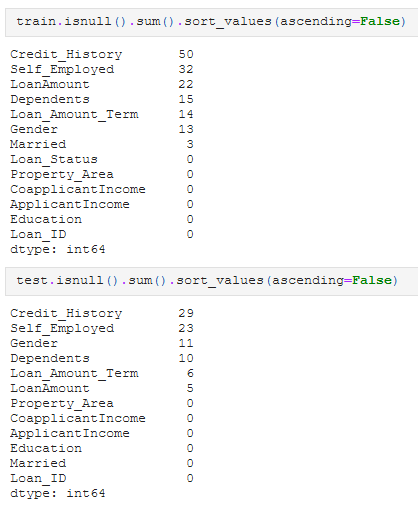 train.isnull().sum().sort_values(ascending=False)
Credit_History 50
Self_Employed 32
LoanAmount 22
Dependents 15
Loan_Amount_Term 14
Gender 13
Married 3
Loan_Status 0
Property_Area 0
CoapplicantIncome 0
ApplicantIncome 0
Education 0
Loan_ID 0
dtype: int64
test.isnull().sum().sort_values(ascending=False)
Credit_History 29
Self_Employed 23
Gender 11
Dependents 10
Loan_Amount_Term 6
LoanAmount 5
Property_Area 0
CoapplicantIncome 0
ApplicantIncome 0
Education 0
Married 0
Loan_ID 0
dtype: int64